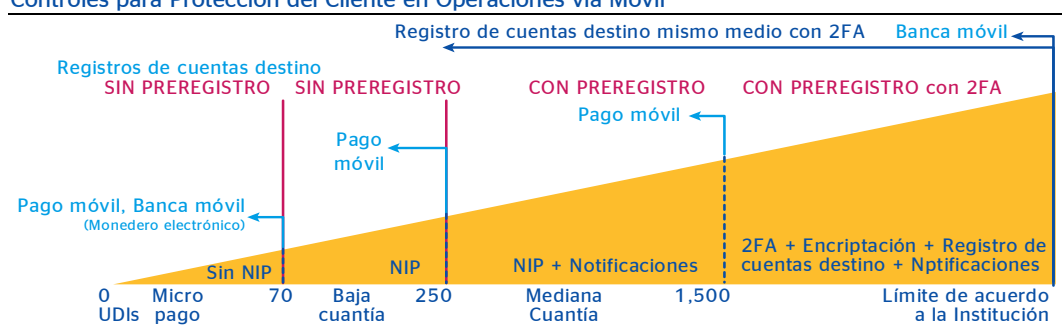 Controles para Protección del Cliente en Operaciones vía Móvil
Registro de cuentas destino mismo medio con 2FA
Banca móvil
Registros de cuentas destino
SIN PREREGISTRO
SIN PREREGISTRO
CON PREREGISTRO
CON PREREGISTRO con 2FA
Pago móvil
Pago
móvil
Pago móvil, Banca móvil
(Monedero electrónico)
Sin NIP
NIP
NIP + Notificaciones
2FA + Encriptación + Registro de
cuentas destino + Nptificaciones
0
UDIs
Micro
pago
70
Baja
cuantía
250
Mediana
Cuantía
1,500
Límite de acuerdo
a la Institución